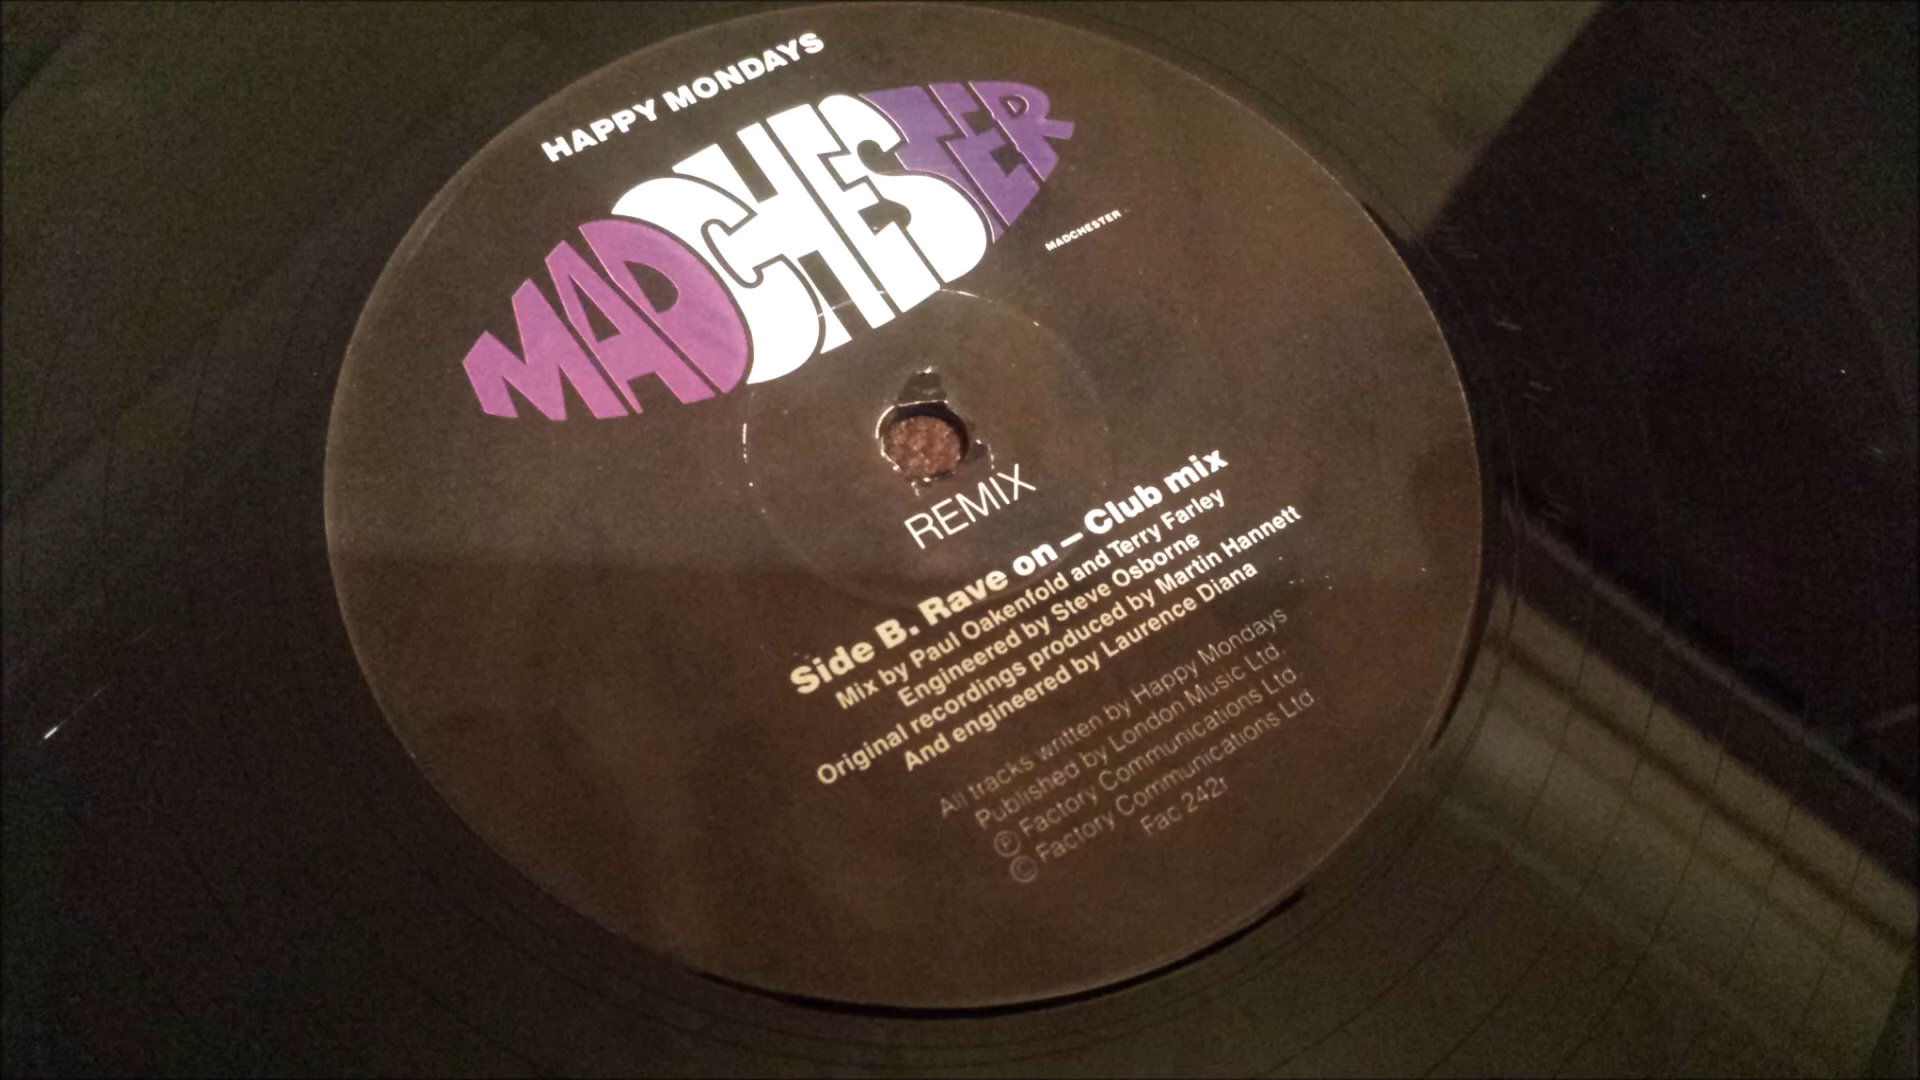 HAPPY MONDAYS
MADCHESTER
MADCHESTER
REMIX
Side B. Rave on – Club mix
Mix by Paul Oakenfold and Terry Farley
Engineered by Steve Osborne
Original recordings produced by Martin Hannett
And engineered by Laurence Diana
All tracks written by Happy Mondays
Published by London Music Ltd.
Ⓟ Factory Communications Ltd
© Factory Communications Ltd.
Fac 242r